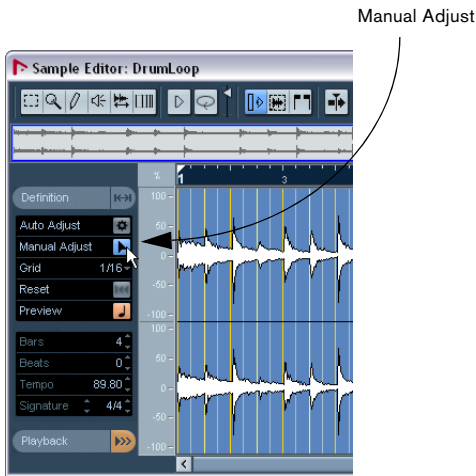 Manual Adjust
Sample Editor: DrumLoop
%
1
3
Definition
Auto Adjust
Manual Adjust
Grid 1/16
Reset
Preview
Bars 4
Beats 0
Tempo 89.80
Signature 4/4
Playback
100
50
0
-50
-100
100
50
0
-50
-100